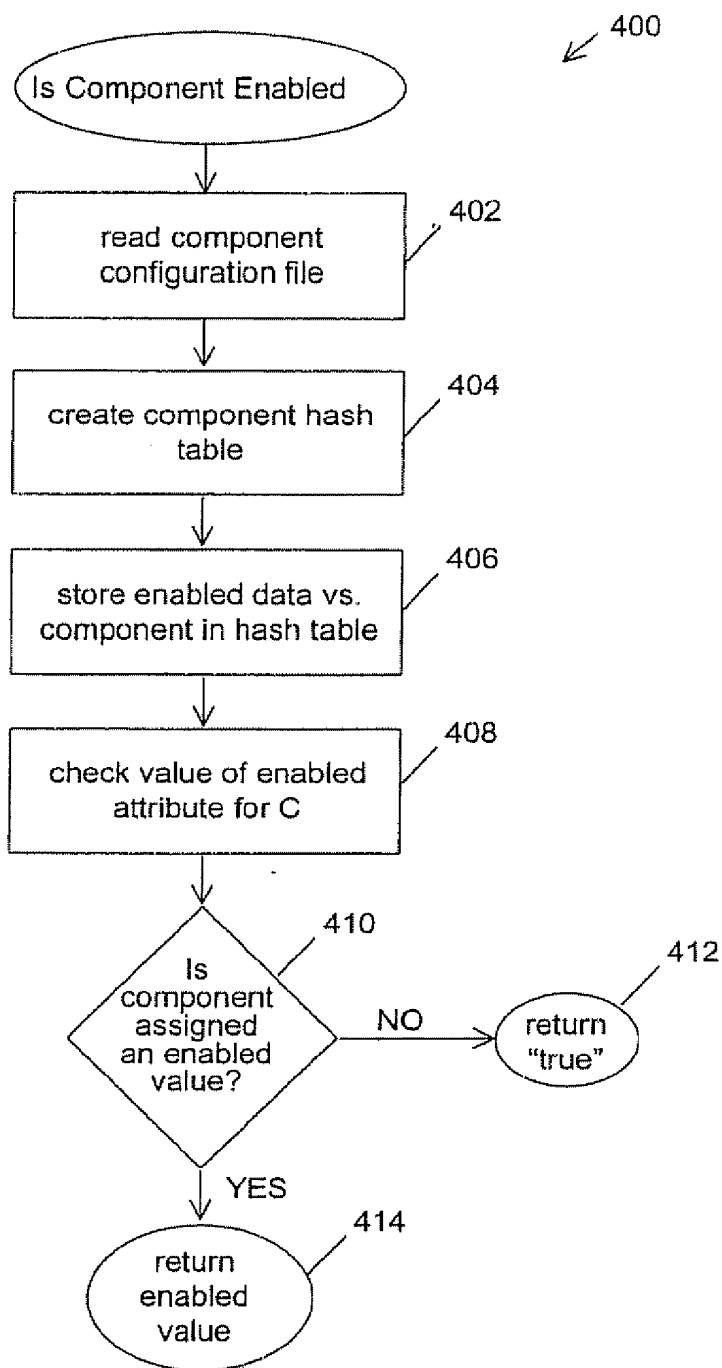 400
Is Component Enabled
402
read component
configuration file
404
create component hash
table
406
store enabled data vs.
component in hash table
408
check value of enabled
attribute for C
410
Is
component
assigned
an enabled
value?
NO
412
return
“true”
YES
414
return
enabled
value